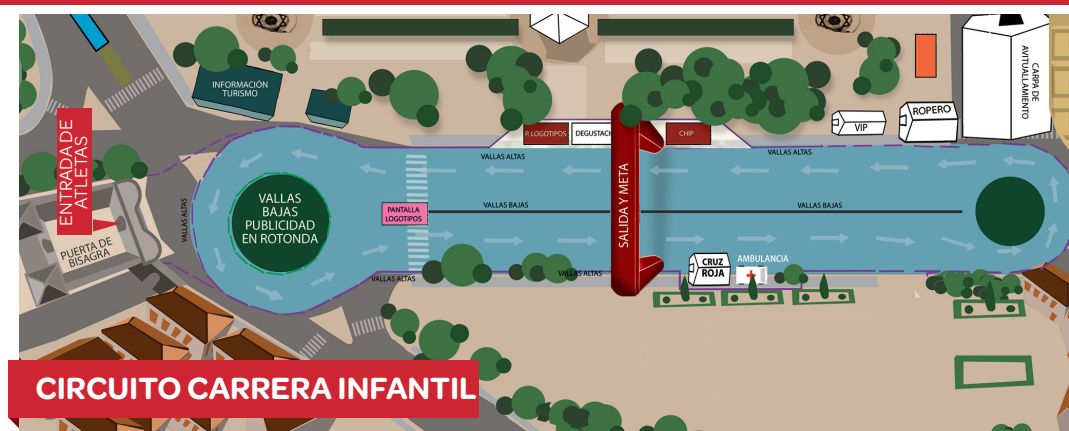 INFORMACIÓN
TURISMO
ENTRADA DE
ATLETAS
PUERTA DE
BISAGRA
VALLAS ALTAS
VALLAS
BAJAS
PUBLICIDAD
EN ROTONDA
PANTALLA
LOGOTIPOS
VALLAS ALTAS
VALLAS BAJAS
VALLAS ALTAS
VALLAS ALTAS
P. LOGOTIPOS
DEGUSTACI
SALIDA Y META
CHIP
VALLAS ALTAS
VALLAS BAJAS
CRUZ
ROJA
AMBULANCIA
VIP
ROPERO
CARPA DE
AVITUALLAMIENTO
CIRCUITO CARRERA INFANTIL